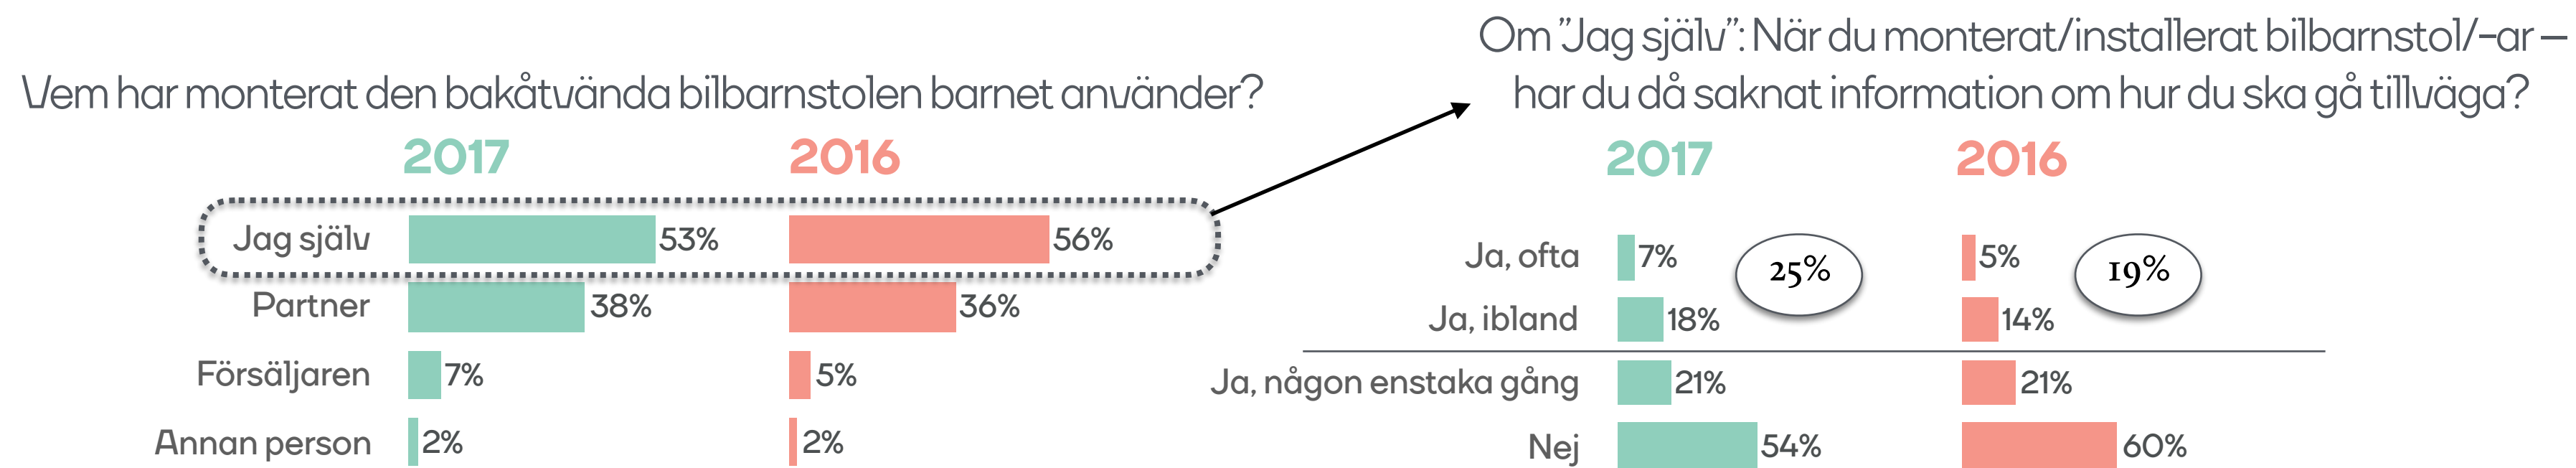 Vem har monterat den bakåtvända bilbarnstolen barnet använder?
2017 2016
Jag själv 53% 56%
Partner 38% 36%
Försäljaren 7% 5%
Annan person 2% 2%
Om ”Jag själv”: När du monterat/installerat bilbarnstol/-ar –
har du då saknat information om hur du ska gå tillväga?
2017 2016
Ja, ofta 7% 25% 5% 19%
Ja, ibland 18% 14%
Ja, någon enstaka gång 21% 21%
Nej 54% 60%